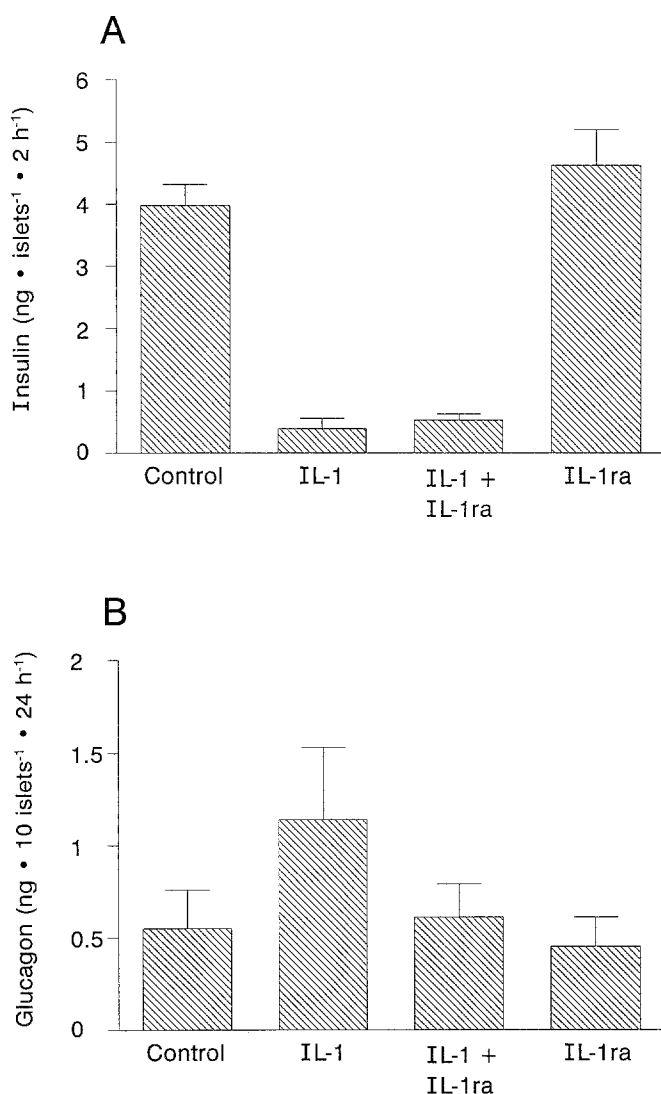 A
Insulin (ng • islets⁻¹ • 2 h⁻¹)
6
5
4
3
2
1
0
Control IL-1 IL-1 + IL-1ra
IL-1ra
B
Glucagon (ng • 10 islets⁻¹ • 24 h⁻¹)
2
1.5
1
0.5
0
Control IL-1 IL-1 + IL-1ra
IL-1ra